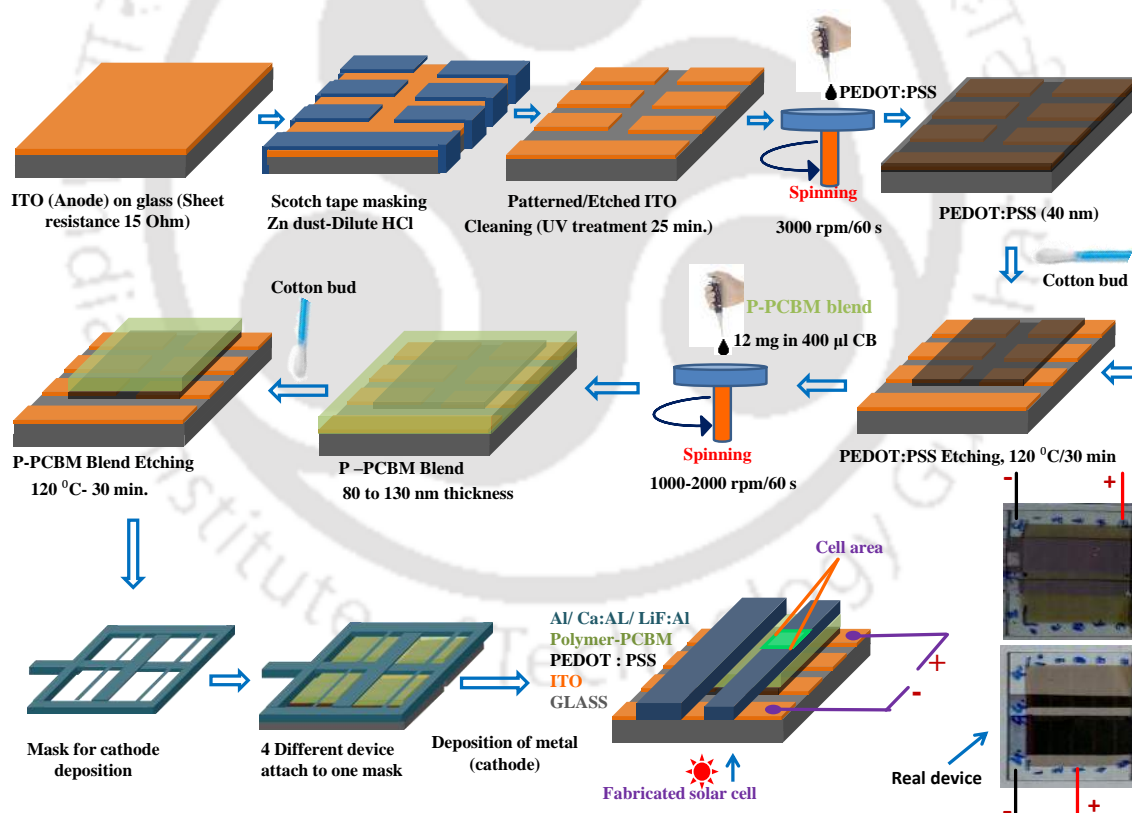 PEDOT:PSS
ITO (Anode) on glass (Sheet
resistance 15 Ohm)
Scotch tape masking
Zn dust-Dilute HCl
Patterned/Etched ITO
Cleaning (UV treatment 25 min.)
Spinning
3000 rpm/60 s
PEDOT:PSS (40 nm)
Cotton bud
Cotton bud
P-PCBM blend
12 mg in 400 µl CB
P-PCBM Blend Etching
120 ⁰C- 30 min.
P –PCBM Blend
80 to 130 nm thickness
Spinning
1000-2000 rpm/60 s
PEDOT:PSS Etching, 120 ⁰C/30 min
-
+
Cell area
Al/ Ca:AL/ LiF:Al
Polymer-PCBM
PEDOT : PSS
ITO
GLASS
+
-
Mask for cathode
deposition
4 Different device
attach to one mask
Deposition of metal
(cathode)
Fabricated solar cell
Real device
-
+
Institute of Technology